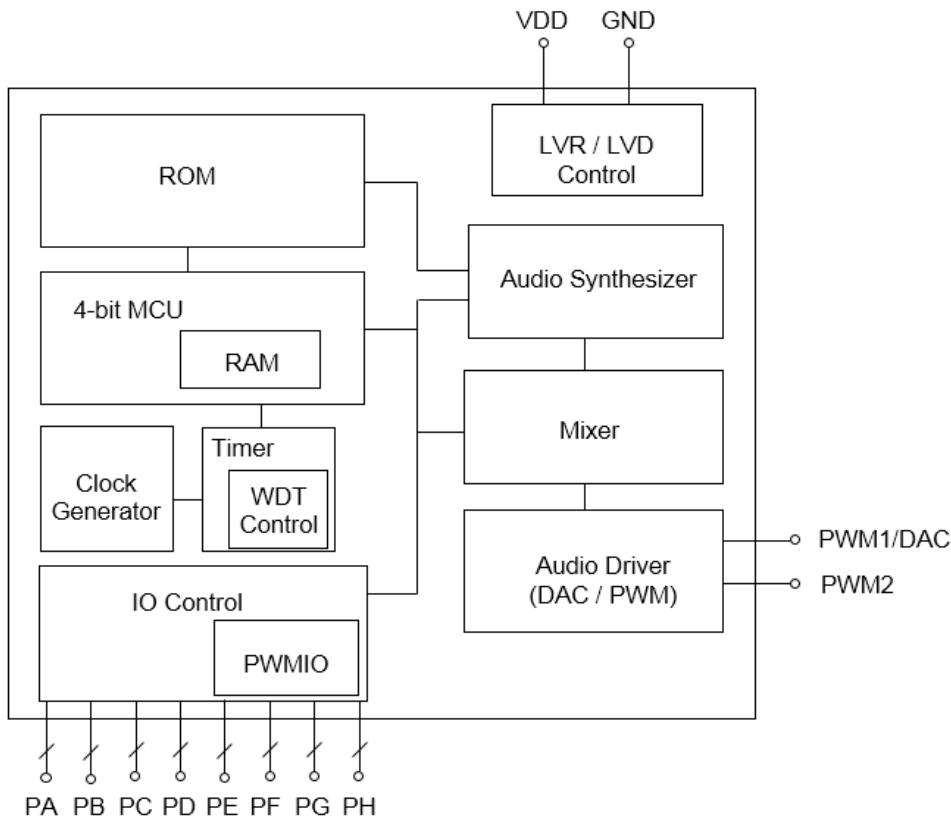 VDD GND
LVR / LVD
Control
ROM
Audio Synthesizer
4-bit MCU
RAM
Mixer
Timer
Clock
Generator
WDT
Control
Audio Driver
(DAC / PWM)
PWM1/DAC
PWM2
IO Control
PWMIO
PA PB PC PD PE PF PG PH